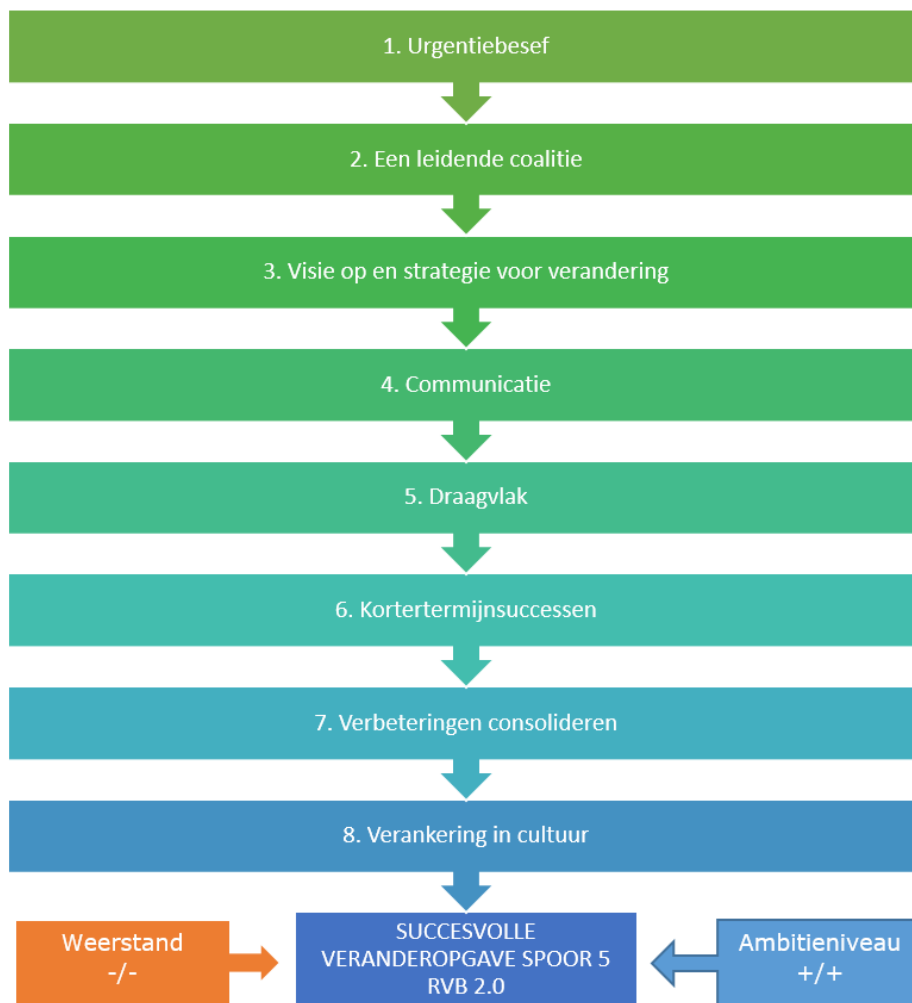 1. Urgentiebesef
2. Een leidende coalitie
3. Visie op en strategie voor verandering
4. Communicatie
5. Draagvlak
6. Kortertermijnsuccessen
7. Verbeteringen consolideren
8. Verankering in cultuur
Weerstand
-/-
SUCCESVOLLE
VERANDEROPGAVE SPOOR 5
RVB 2.0
Ambitieniveau
+/+